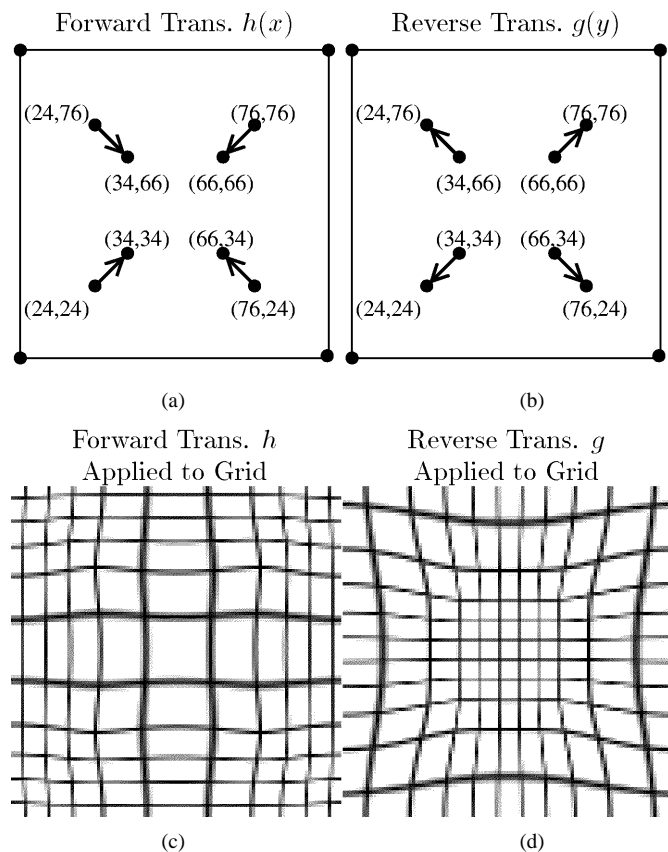 Forward Trans. h(x)
Reverse Trans. g(y)
(24,76)
(76,76)
(34,66)
(66,66)
(34,34)
(66,34)
(24,24)
(76,24)
(24,76)
(76,76)
(34,66)
(66,66)
(34,34)
(66,34)
(24,24)
(76,24)
(a)
(b)
Forward Trans. h
Applied to Grid
Reverse Trans. g
Applied to Grid
(c)
(d)